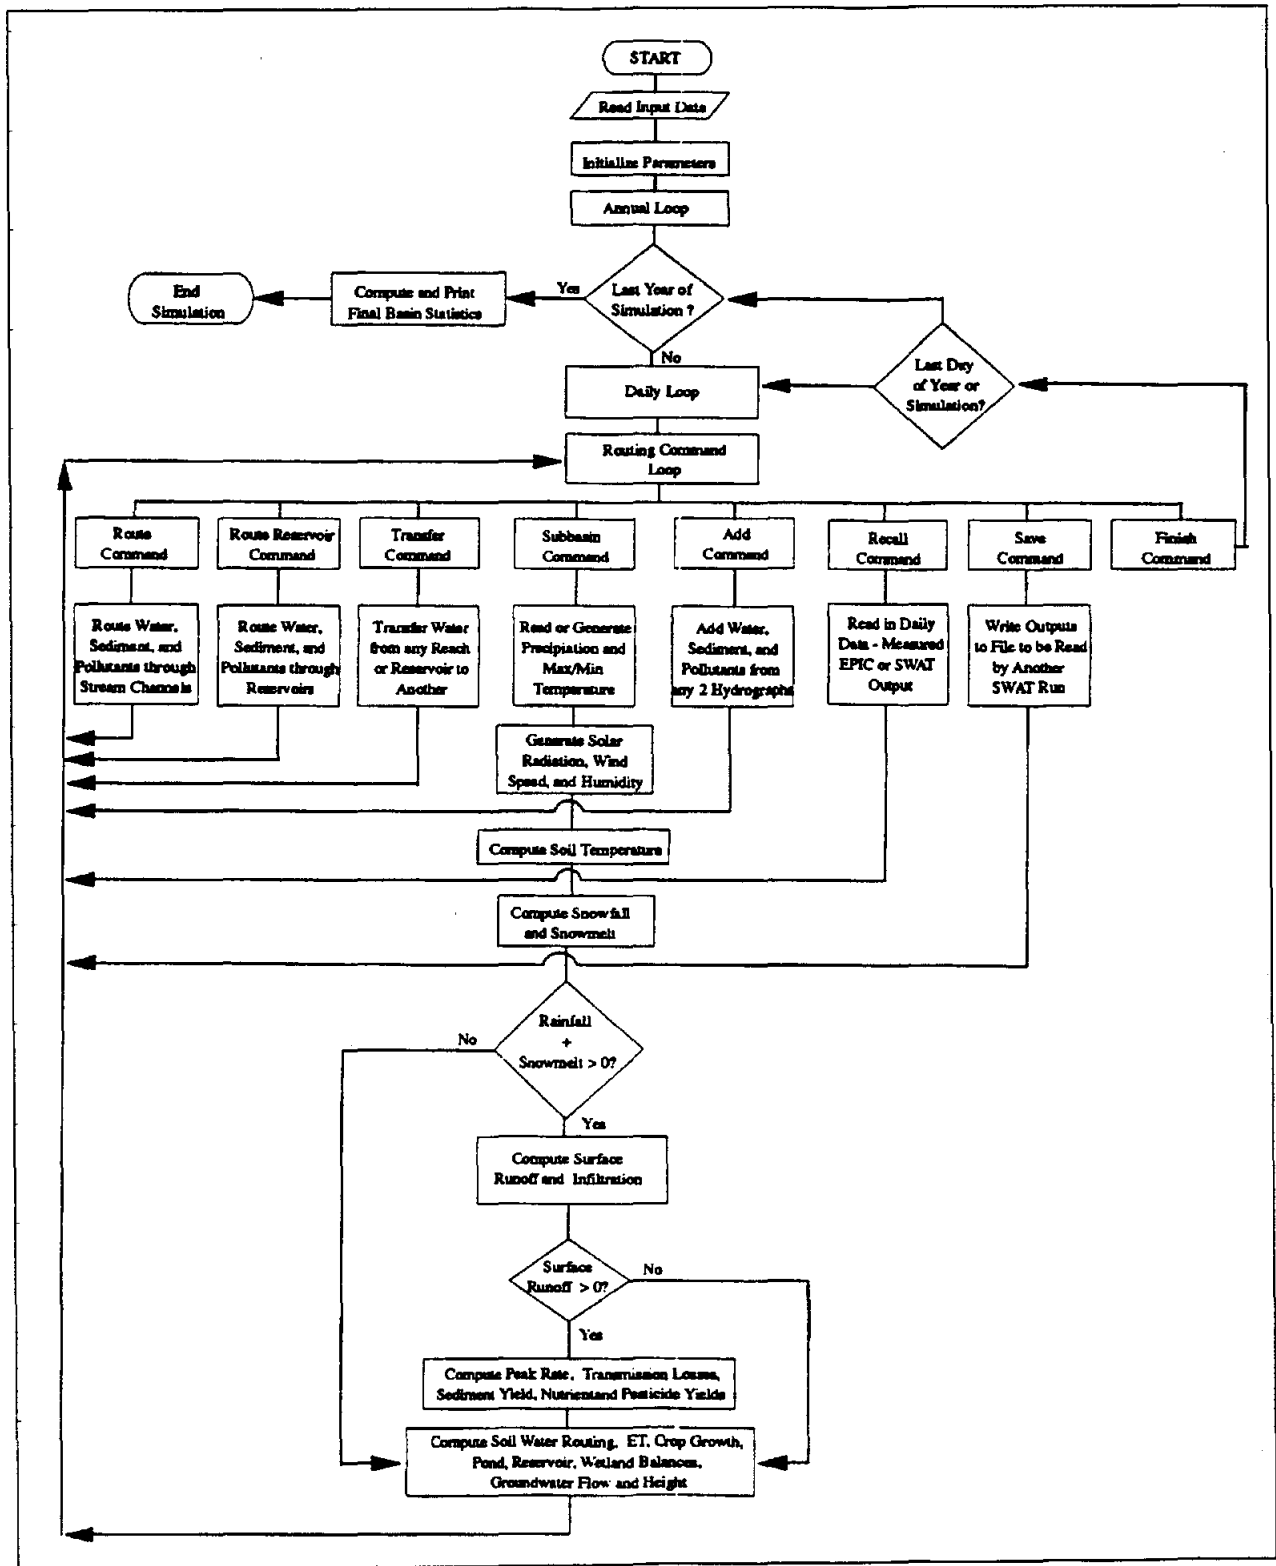 START
Read Input Data
Initialize Parameters
Annual Loop
Last Year of
Simulation ?
Yes
Compute and Print
Final Basin Statistics
End
Simulation
No
Last Day
of Year or
Simulation?
Daily Loop
Routing Command
Loop
Route
Command
Route Reservoir
Command
Transfer
Command
Subbasin
Command
Add
Command
Recall
Command
Save
Command
Finish
Command
Route Water,
Sediment, and
Pollutants through
Stream Channels
Route Water,
Sediment, and
Pollutants through
Reservoirs
Transfer Water
from any Reach
or Reservoir to
Another
Read or Generate
Precipiation and
Max/Min
Temperature
Add Water,
Sediment, and
Pollutants from
any 2 Hydrographs
Read in Daily
Data - Measured
EPIC or SWAT
Output
Write Outputs
to File to be Read
by Another
SWAT Run
Generate Solar
Radiation, Wind
Speed, and Humidity
Compute Soil Temperature
Compute Snowfall
and Snowmelt
Rainfall
+
Snowmelt > 0?
No
Yes
Compute Surface
Runoff and Infiltration
Surface
Runoff > 0?
No
Yes
Compute Peak Rate, Transmission Losses,
Sediment Yield, Nutrientand Pesticide Yields
Compute Soil Water Routing, ET, Crop Growth,
Pond, Reservoir, Wetland Balances,
Groundwater Flow and Height